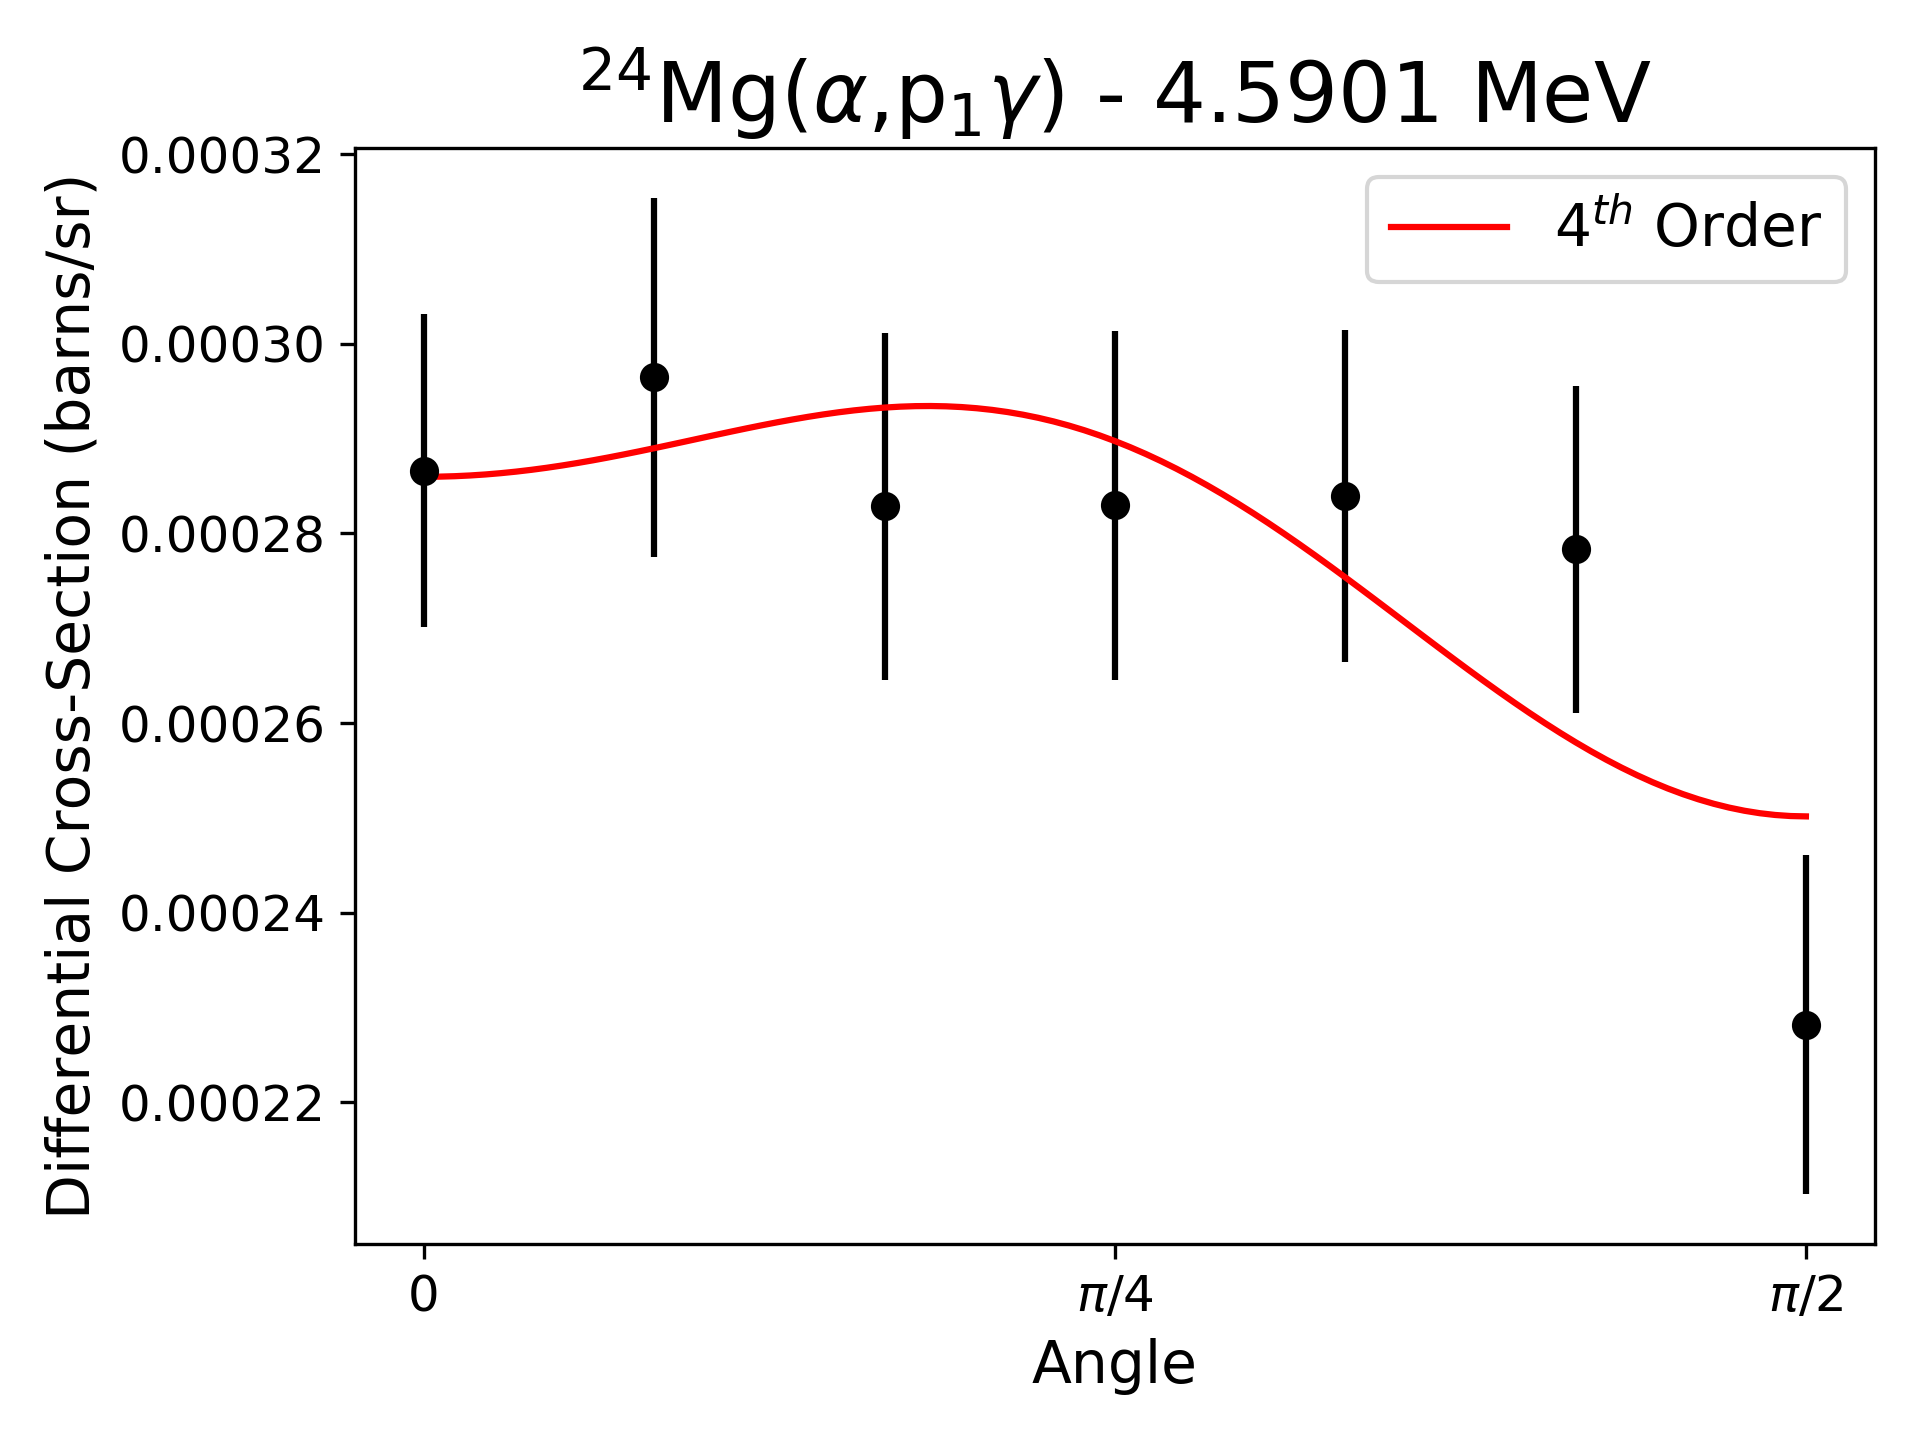 ²⁴Mg(α,p₁γ) - 4.5901 MeV
4ᵗʰ Order
Differential Cross-Section (barns/sr)
0.00032
0.00030
0.00028
0.00026
0.00024
0.00022
0 π/4 π/2
Angle